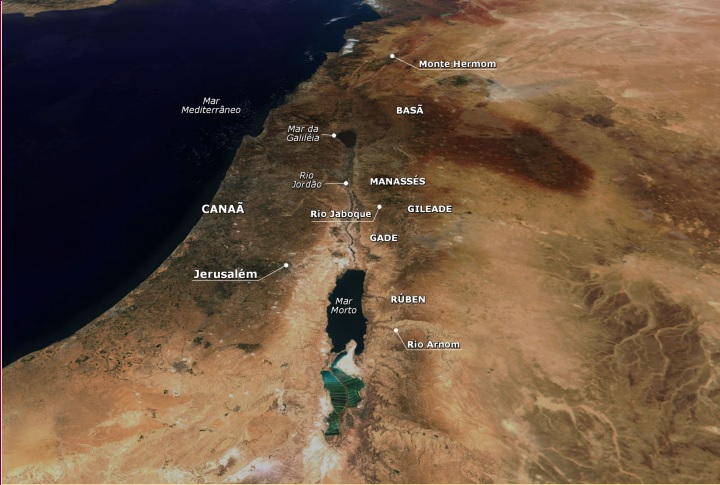 Monte Hermom
Mar
Mediterrâneo
BASÃ
Mar da
Galiléia
Rio
Jordão
MANASSÉS
CANAÃ
Rio Jaboque
GILEADE
GADE
Jerusalém
Mar
Morto
RÚBEN
Rio Arnom